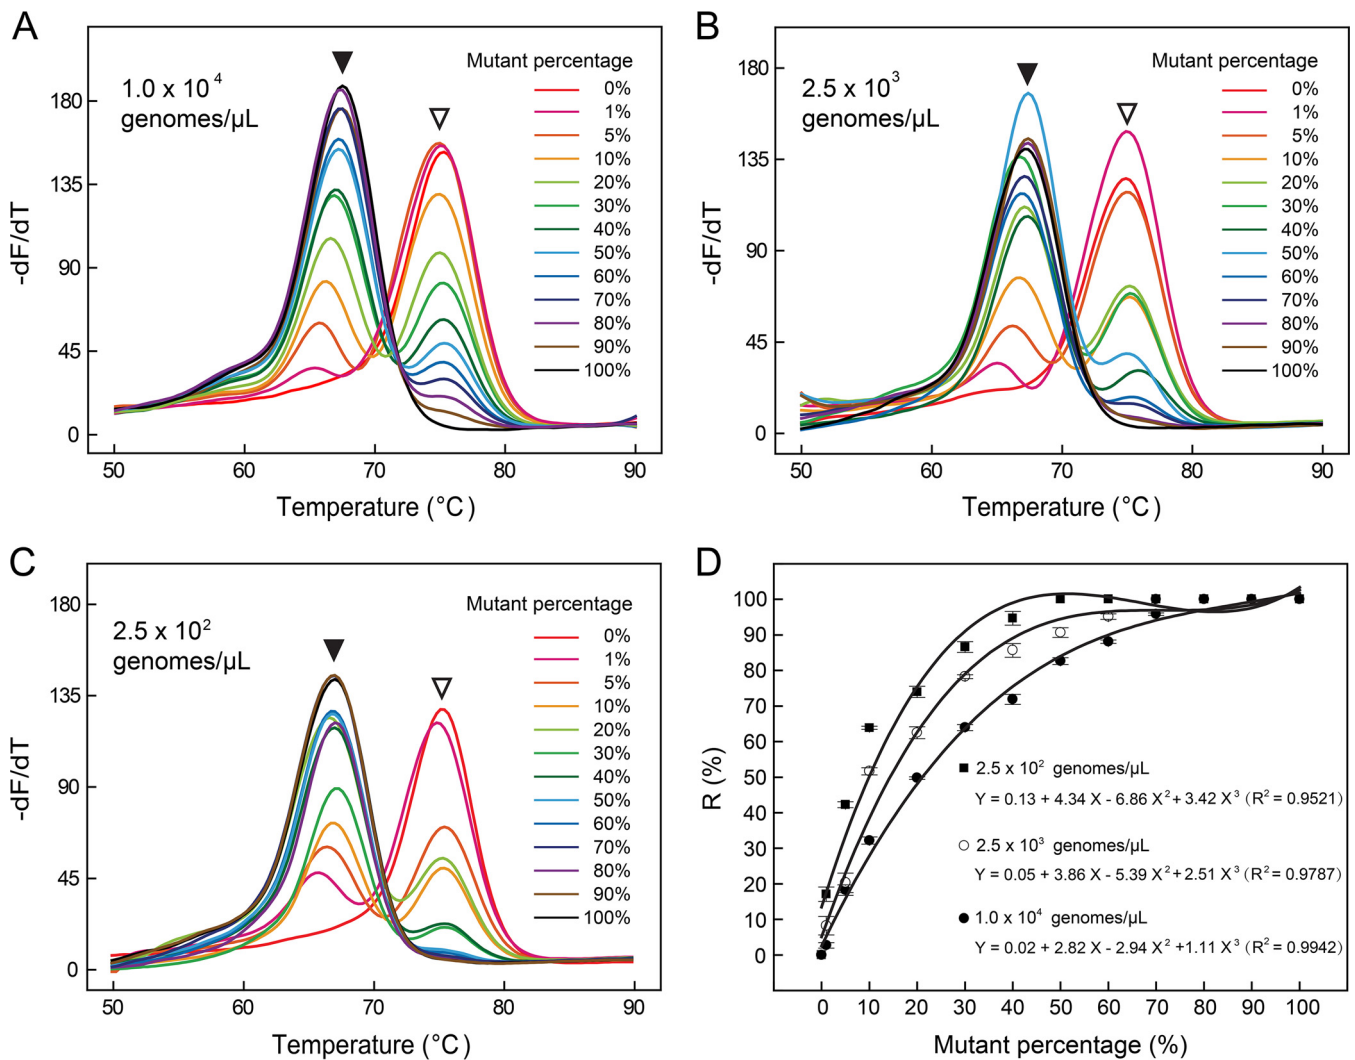 A
1.0 x 10⁴
genomes/µL
Mutant percentage
0%
1%
5%
10%
20%
30%
40%
50%
60%
70%
80%
90%
100%
180
135
90
45
0
-dF/dT
50 60 70 80 90
Temperature (°C)
B
2.5 x 10³
genomes/µL
Mutant percentage
0%
1%
5%
10%
20%
30%
40%
50%
60%
70%
80%
90%
100%
180
135
90
45
0
-dF/dT
50 60 70 80 90
Temperature (°C)
C
2.5 x 10²
genomes/µL
Mutant percentage
0%
1%
5%
10%
20%
30%
40%
50%
60%
70%
80%
90%
100%
180
135
90
45
0
-dF/dT
50 60 70 80 90
Temperature (°C)
D
100
90
80
70
60
50
40
30
20
10
0
R (%)
2.5 x 10² genomes/µL
Y = 0.13 + 4.34 X - 6.86 X² + 3.42 X³ (R² = 0.9521)
2.5 x 10³ genomes/µL
Y = 0.05 + 3.86 X - 5.39 X² + 2.51 X³ (R² = 0.9787)
1.0 x 10⁴ genomes/µL
Y = 0.02 + 2.82 X - 2.94 X² +1.11 X³ (R² = 0.9942)
0 10 20 30 40 50 60 70 80 90 100
Mutant percentage (%)